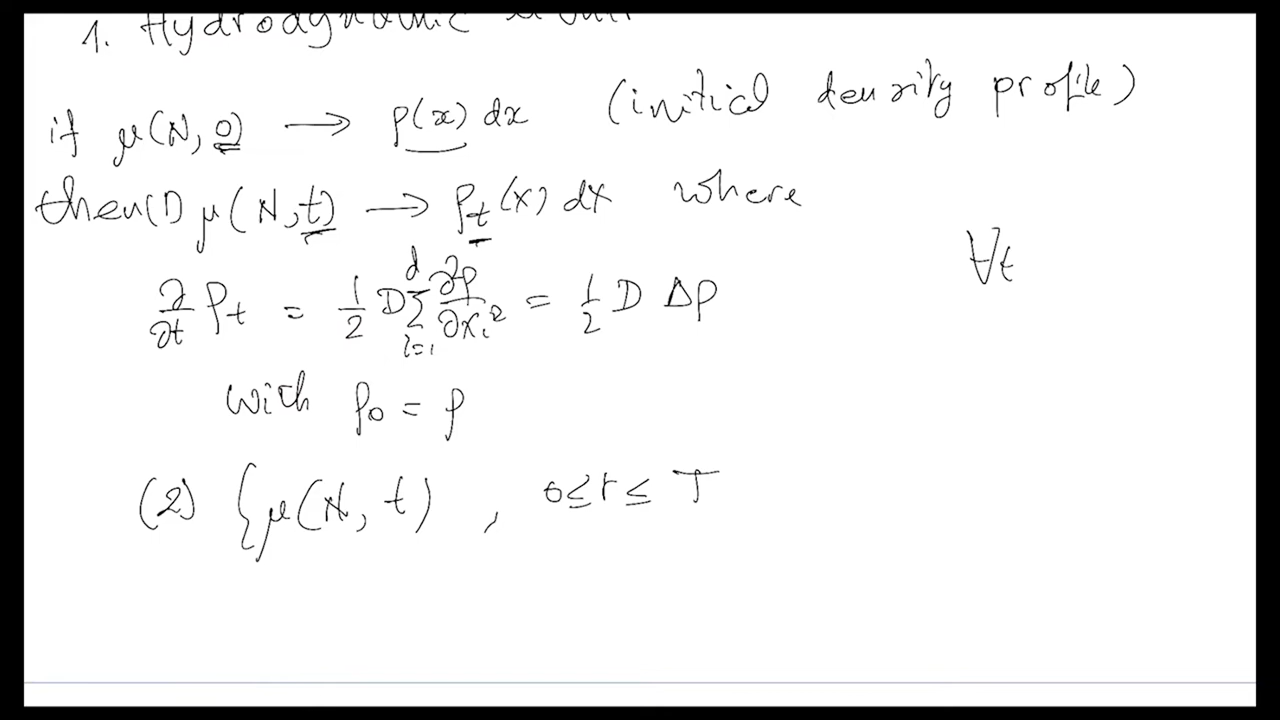 1. Hydrodynamic
if μ(N, 0) → ρ(x) dx (initial density profile)
then (1) μ(N, t) → ρ_t(x) dx where
∀t
∂/∂t ρ_t = 1/2 D ∑_{i=1}^{d} ∂ρ/∂x_i² = 1/2 D Δρ
with ρ_0 = ρ
(2) {μ(N, t) , 0 ≤ t ≤ T